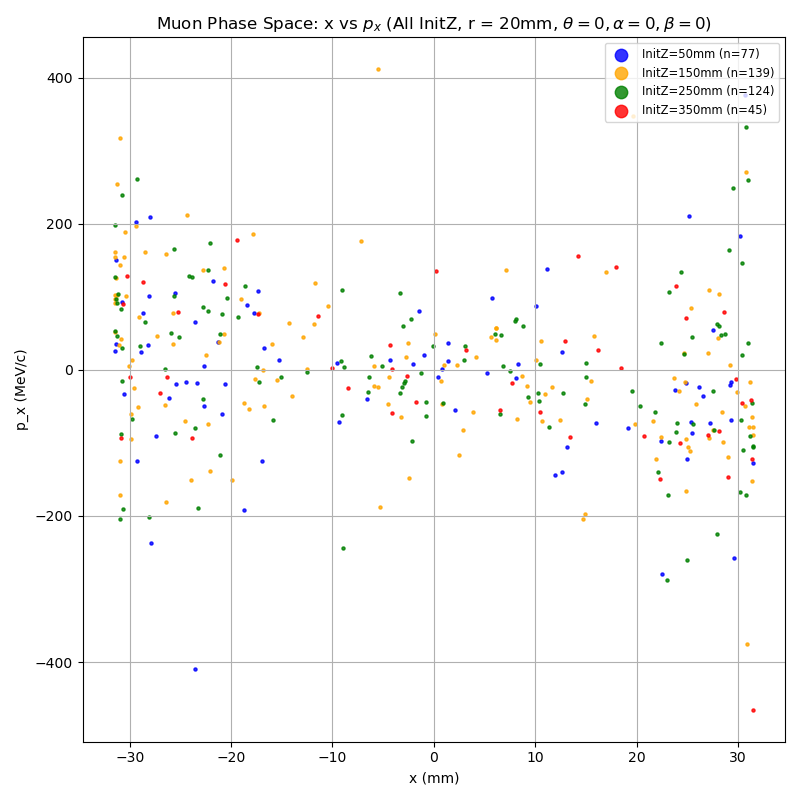 Muon Phase Space: x vs $p_x$ (All InitZ, r = 20mm, θ = 0, α = 0, β = 0)
InitZ=50mm (n=77)
InitZ=150mm (n=139)
InitZ=250mm (n=124)
InitZ=350mm (n=45)
400
200
0
−200
−400
p_x (MeV/c)
−30 −20 −10 0 10 20 30
x (mm)